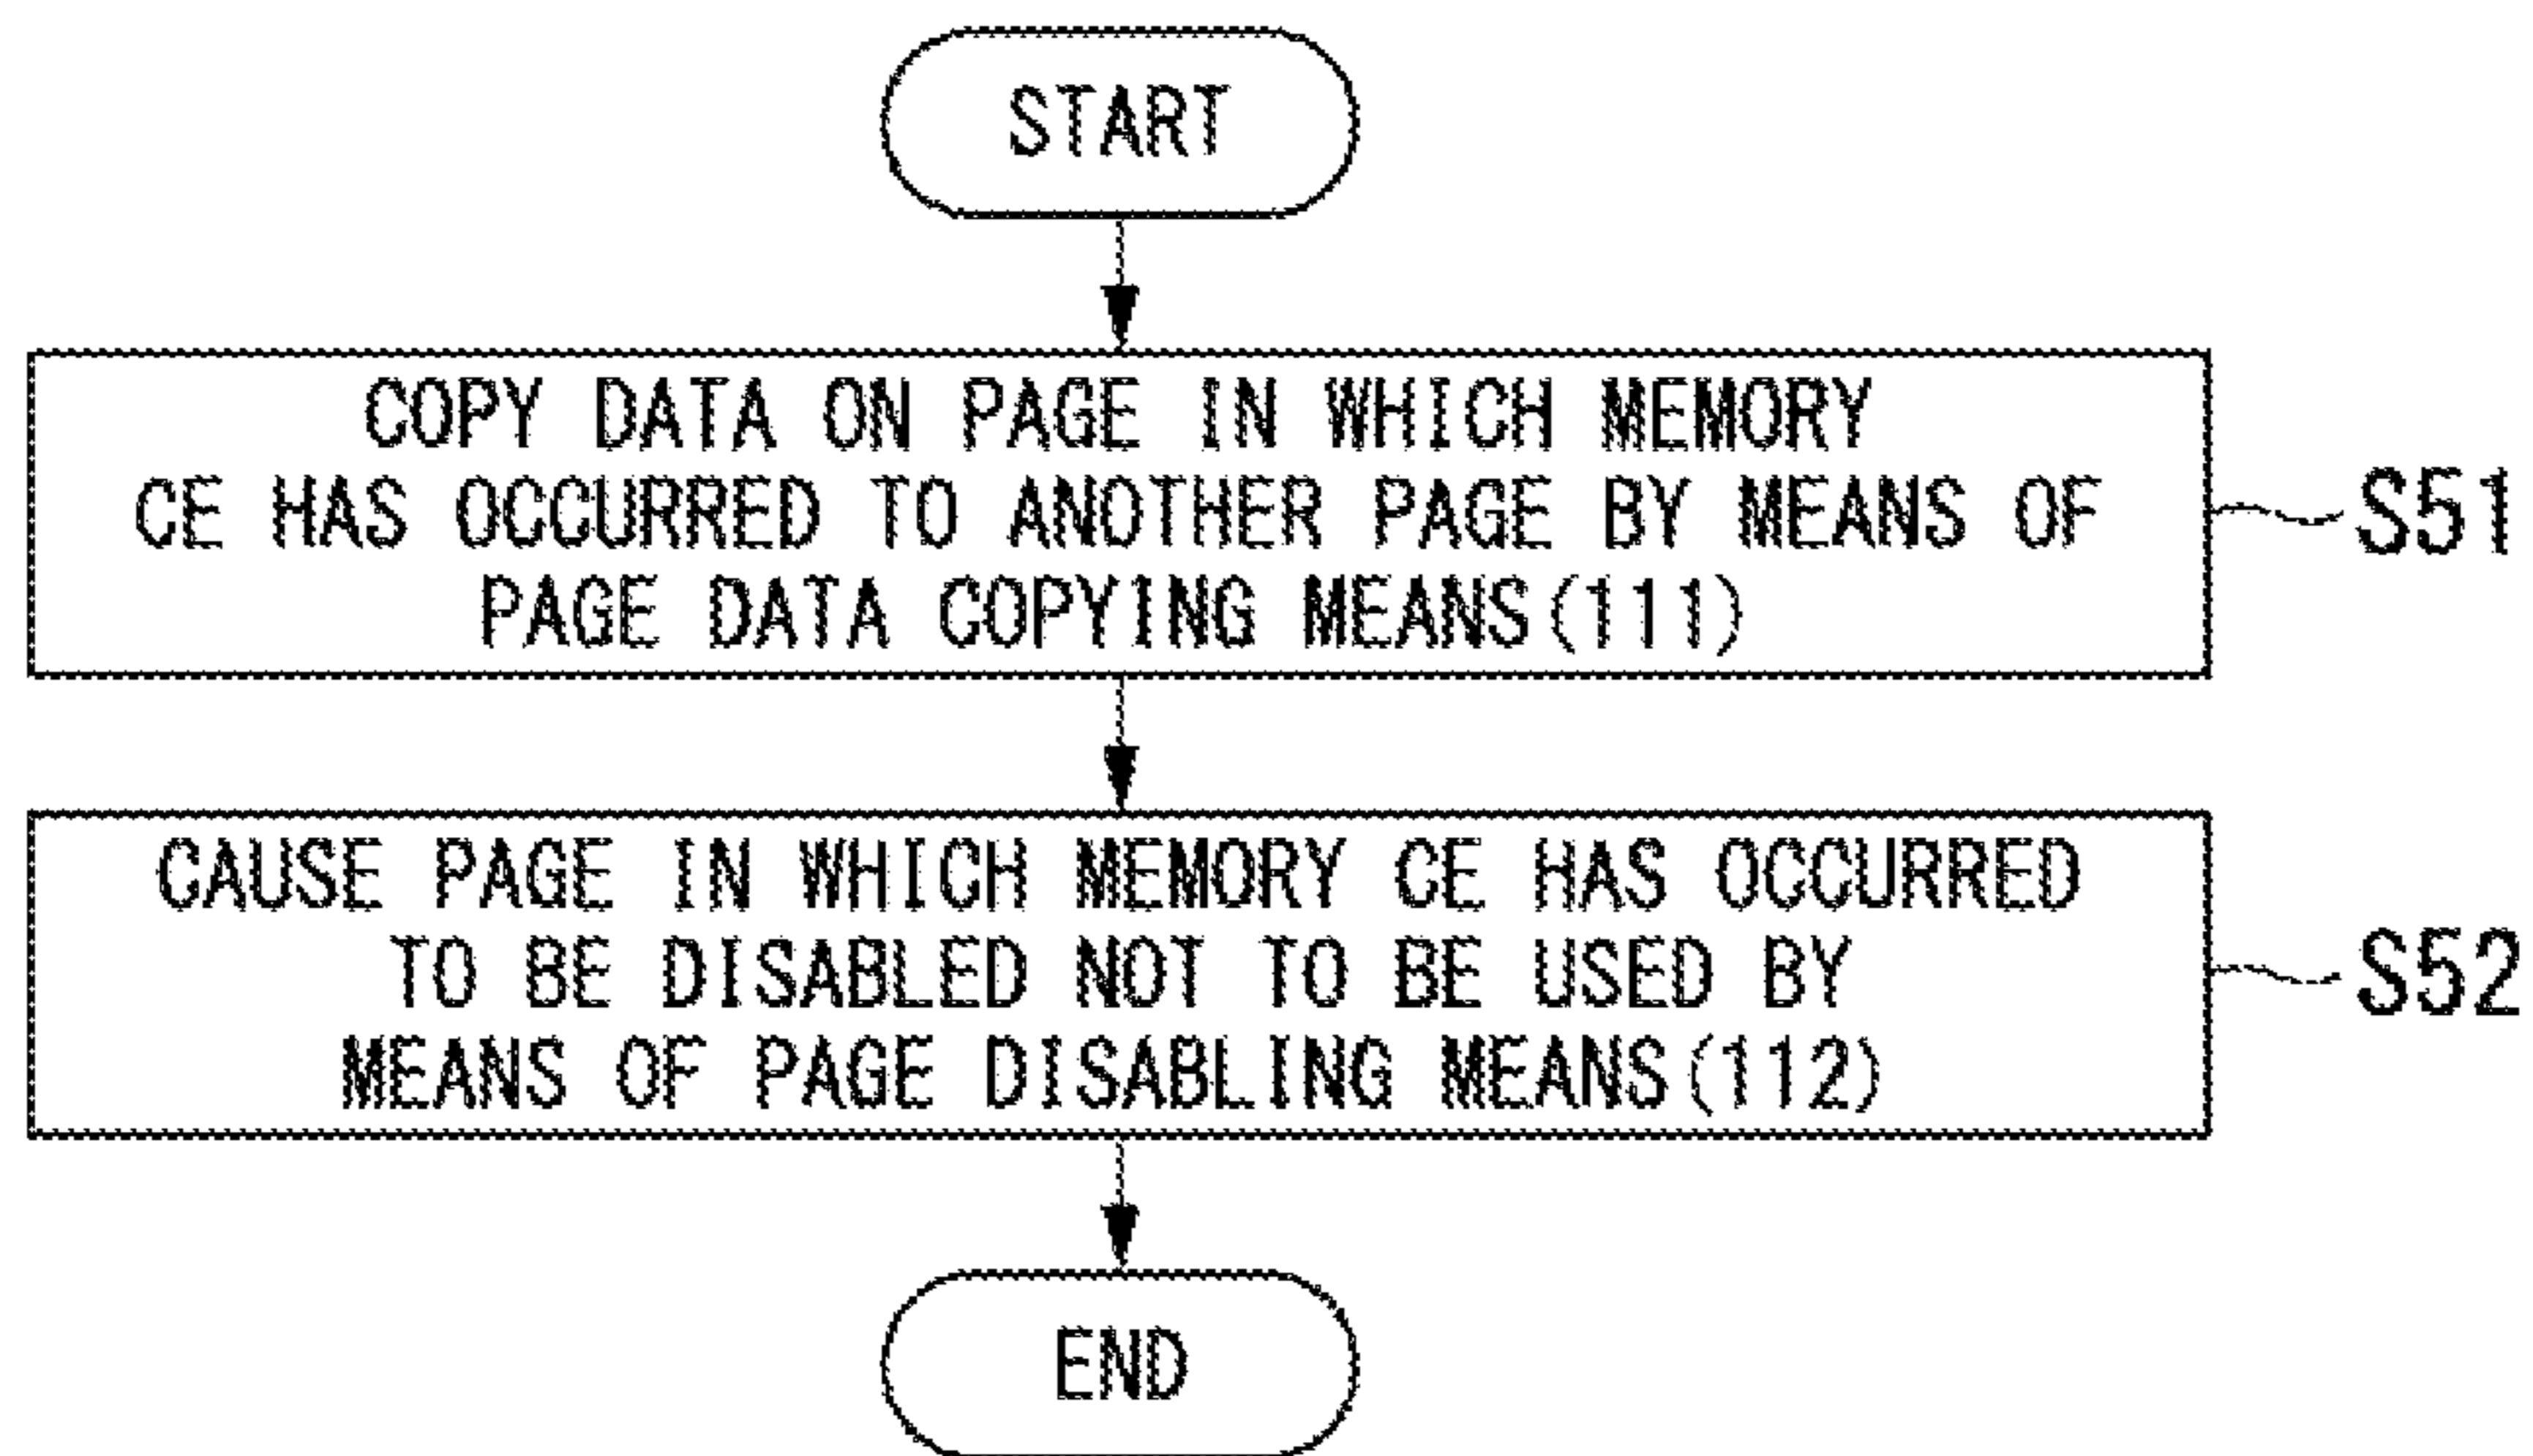 START
COPY DATA ON PAGE IN WHICH MEMORY
CE HAS OCCURRED TO ANOTHER PAGE BY MEANS OF
PAGE DATA COPYING MEANS(111)
S51
CAUSE PAGE IN WHICH MEMORY CE HAS OCCURRED
TO BE DISABLED NOT TO BE USED BY
MEANS OF PAGE DISABLING MEANS(112)
S52
END